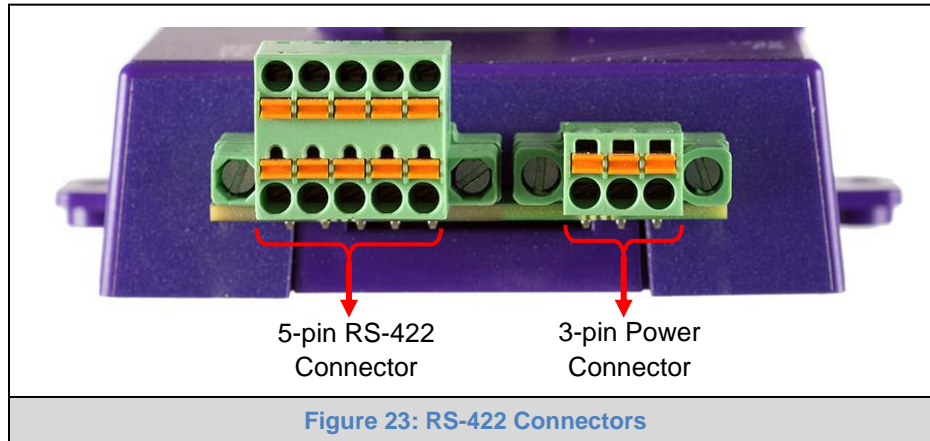 5-pin RS-422
Connector
3-pin Power
Connector
Figure 23: RS-422 Connectors